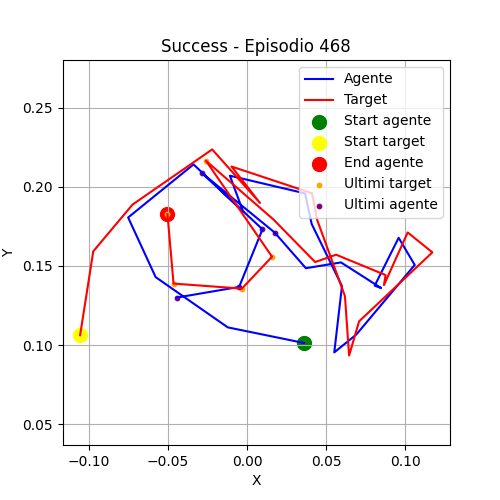 Success - Episodio 468
Agente
Target
Start agente
Start target
End agente
Ultimi target
Ultimi agente
Y
0.25
0.20
0.15
0.10
0.05
−0.10
−0.05
0.00
0.05
0.10
X